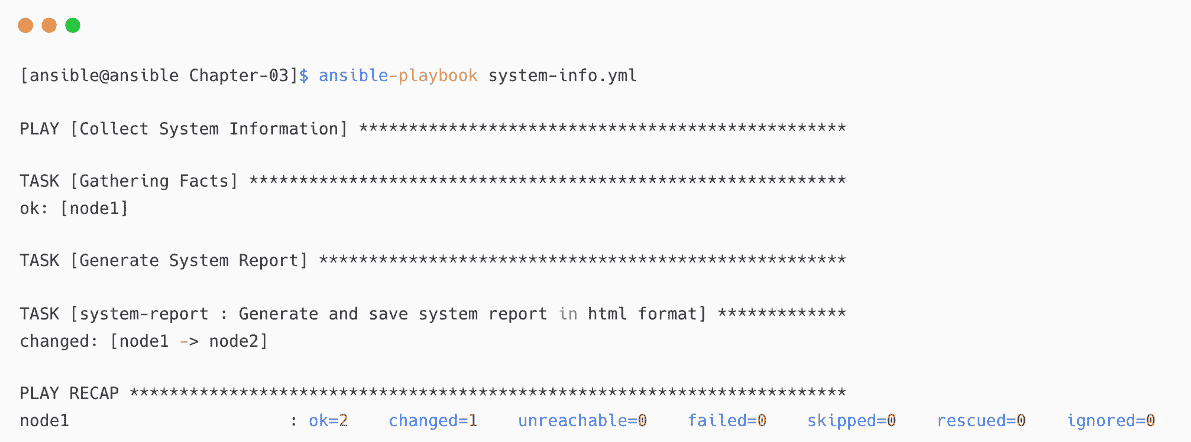 [ansible@ansible Chapter-03]$ ansible-playbook system-info.yml
PLAY [Collect System Information] *************************************************
TASK [Gathering Facts] ************************************************************
ok: [node1]
TASK [Generate System Report] *****************************************************
TASK [system-report : Generate and save system report in html format] *************
changed: [node1 -> node2]
PLAY RECAP ************************************************************************
node1                      : ok=2    changed=1    unreachable=0    failed=0    skipped=0    rescued=0    ignored=0